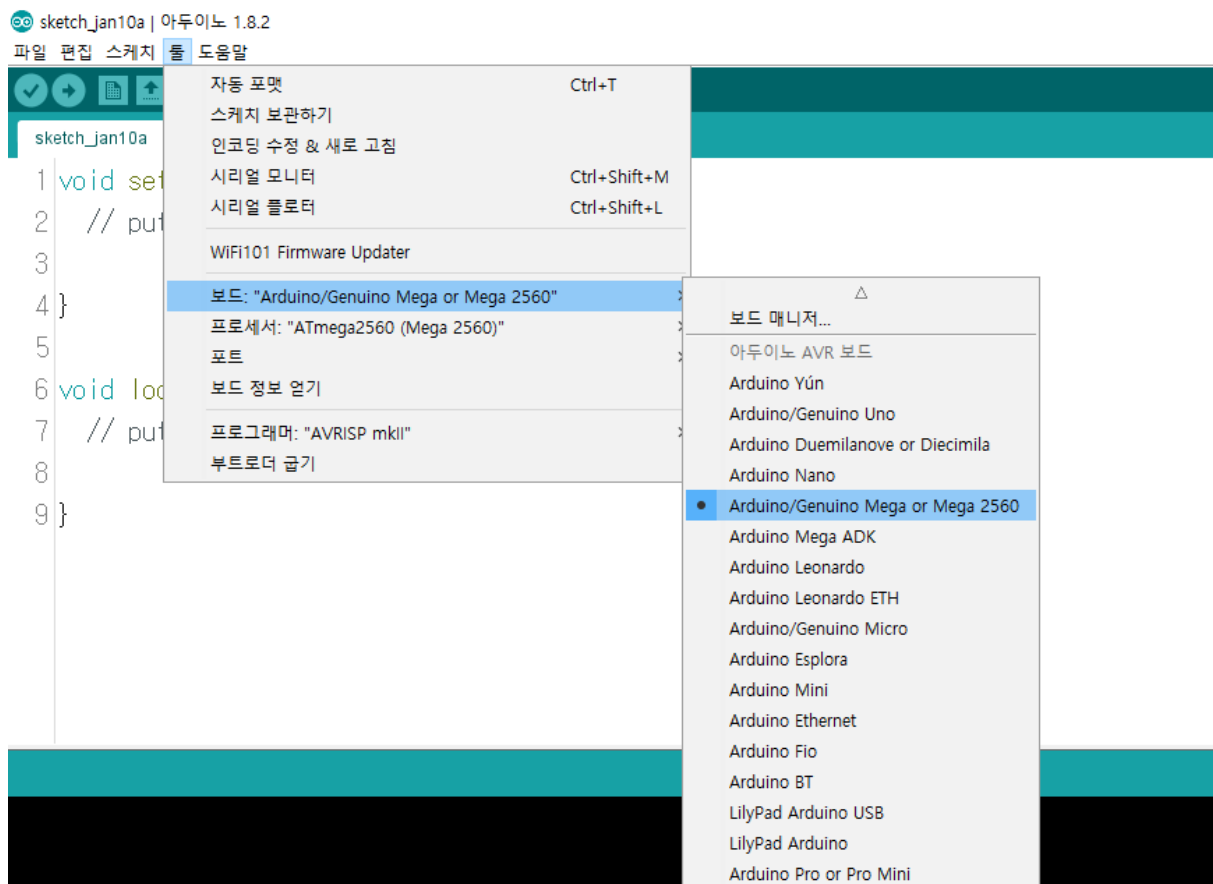 sketch_jan10a | 아두이노 1.8.2
파일 편집 스케치 툴 도움말
자동 포맷 Ctrl+T
스케치 보관하기
인코딩 수정 & 새로 고침
시리얼 모니터 Ctrl+Shift+M
시리얼 플로터 Ctrl+Shift+L
WiFi101 Firmware Updater
보드: "Arduino/Genuino Mega or Mega 2560"
프로세서: "ATmega2560 (Mega 2560)"
포트
보드 정보 얻기
프로그래머: "AVRISP mkII"
부트로더 굽기
sketch_jan10a
1 void set
2 // put
3
4 }
5
6 void loo
7 // put
8
9 }
보드 매니저...
아두이노 AVR 보드
Arduino Yún
Arduino/Genuino Uno
Arduino Duemilanove or Diecimila
Arduino Nano
Arduino/Genuino Mega or Mega 2560
Arduino Mega ADK
Arduino Leonardo
Arduino Leonardo ETH
Arduino/Genuino Micro
Arduino Esplora
Arduino Mini
Arduino Ethernet
Arduino Fio
Arduino BT
LilyPad Arduino USB
LilyPad Arduino
Arduino Pro or Pro Mini